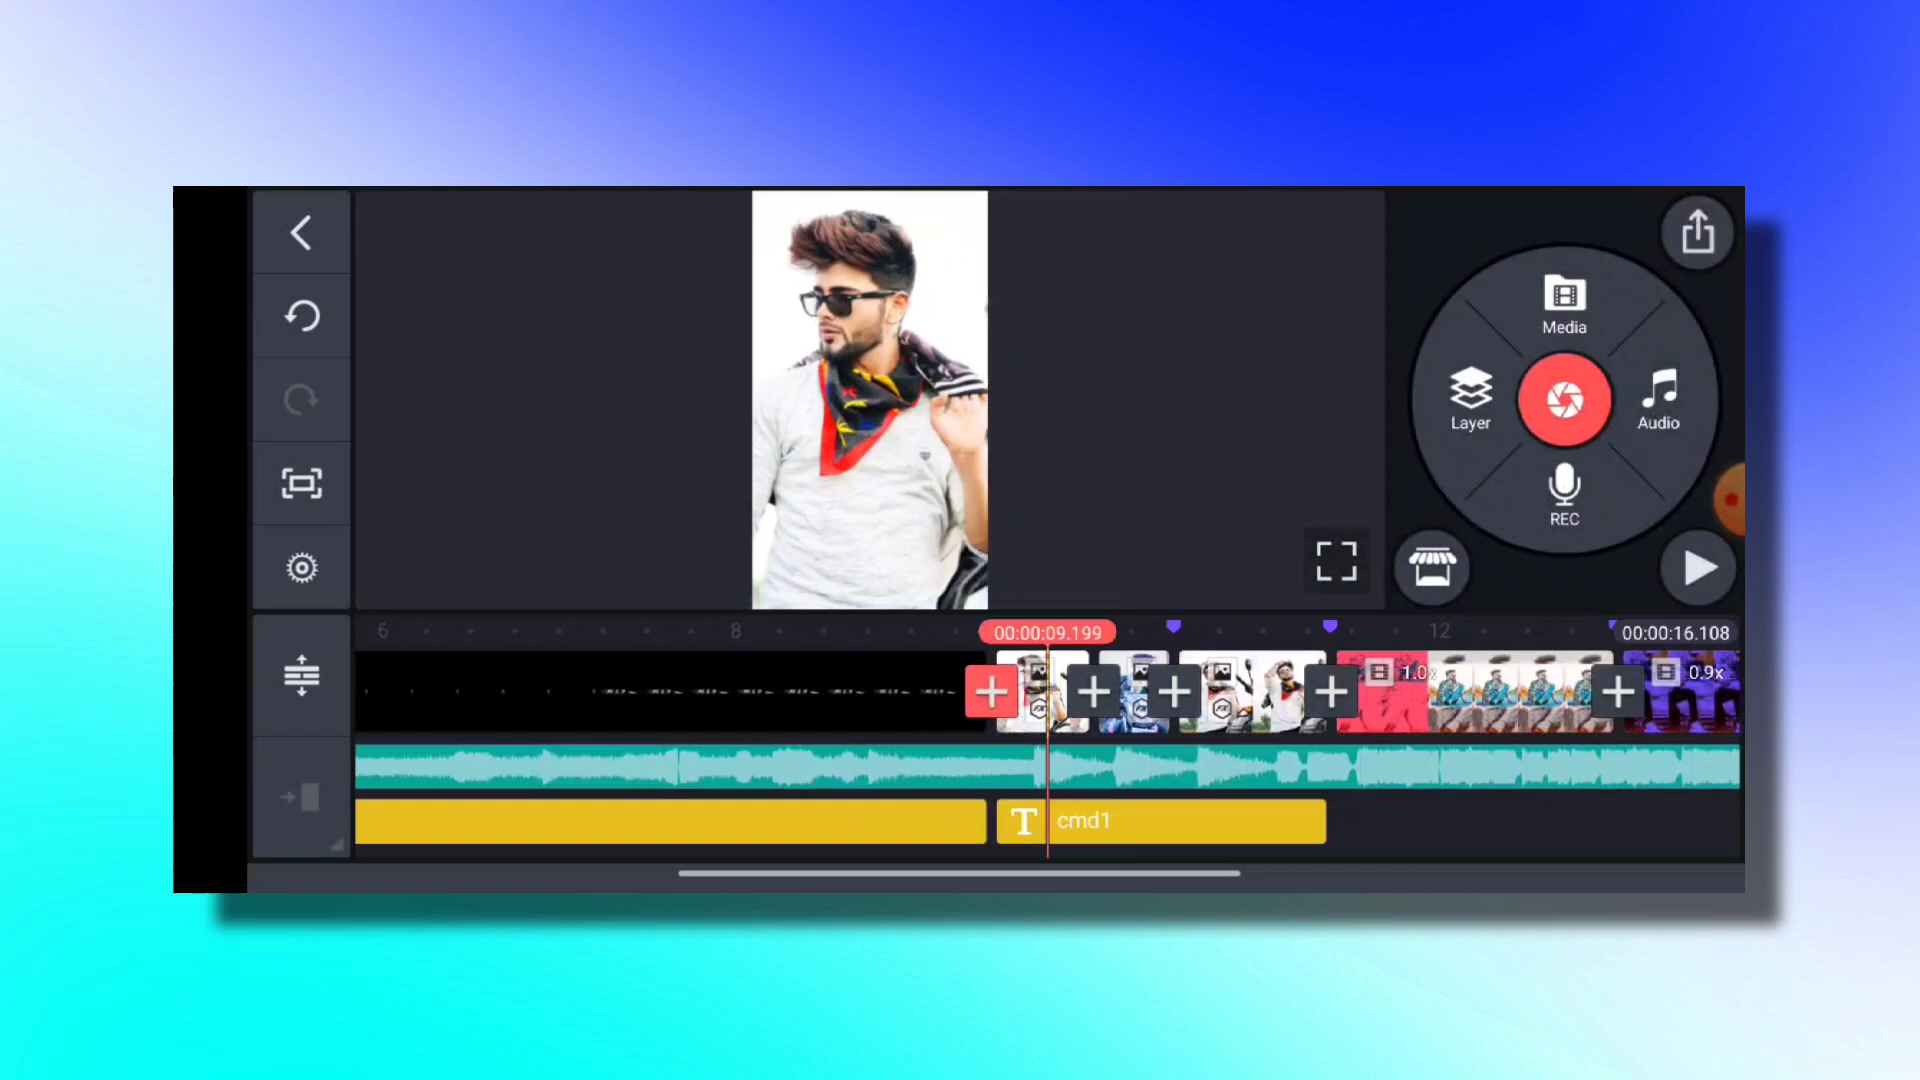 Media
Layer
Audio
REC
6
8
00:00:09.199
12
00:00:16.108
1.0x
0.9x
T cmd1